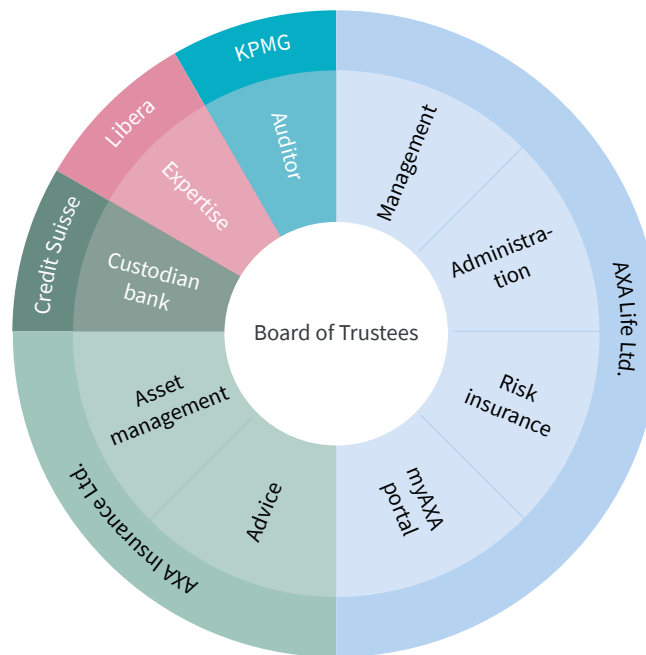 KPMG
Libera
Credit Suisse
AXA Life Ltd.
AXA Insurance Ltd.
Auditor
Expertise
Custodian
bank
Management
Administra-
tion
Risk
insurance
myAXA
portal
Advice
Asset
management
Board of Trustees